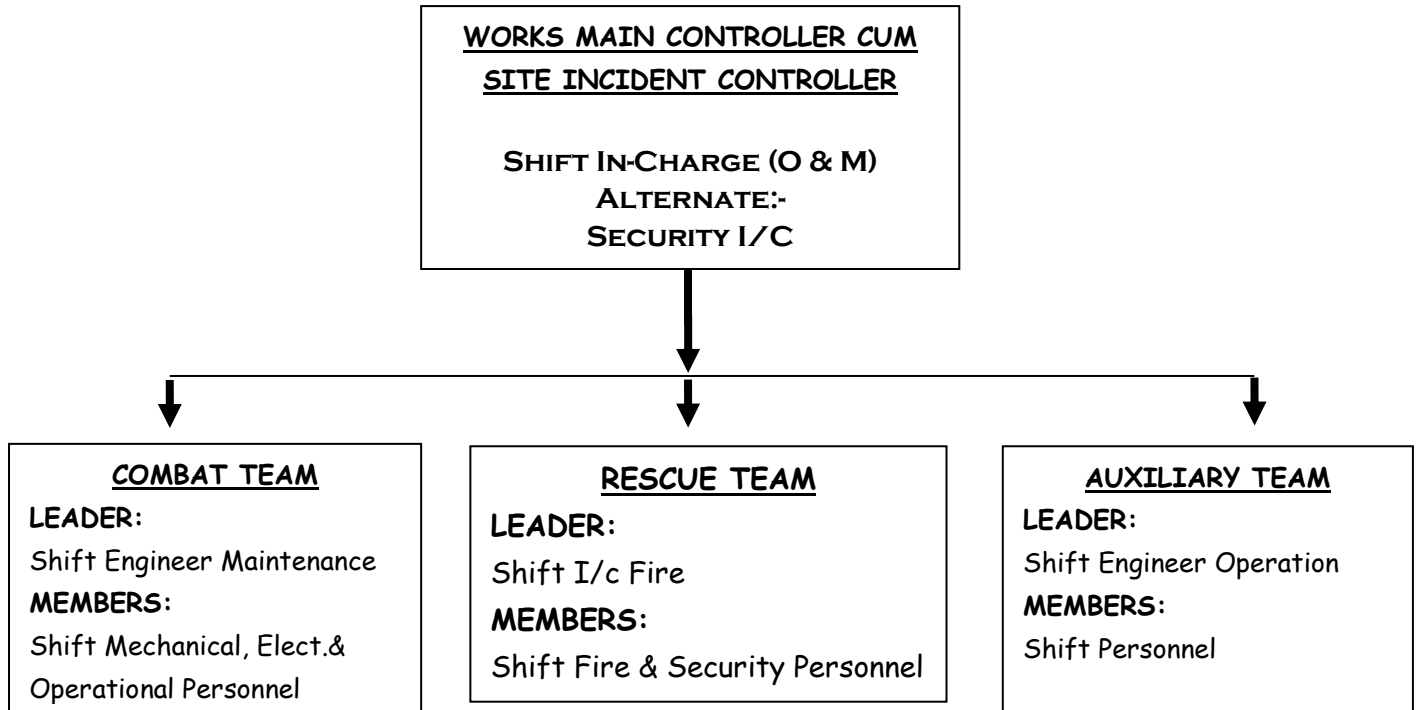 WORKS MAIN CONTROLLER CUM
SITE INCIDENT CONTROLLER
SHIFT IN-CHARGE (O & M)
ALTERNATE:-
SECURITY I/C
COMBAT TEAM
LEADER:
Shift Engineer Maintenance
MEMBERS:
Shift Mechanical, Elect.&
Operational Personnel
RESCUE TEAM
LEADER:
Shift I/c Fire
MEMBERS:
Shift Fire & Security Personnel
AUXILIARY TEAM
LEADER:
Shift Engineer Operation
MEMBERS:
Shift Personnel